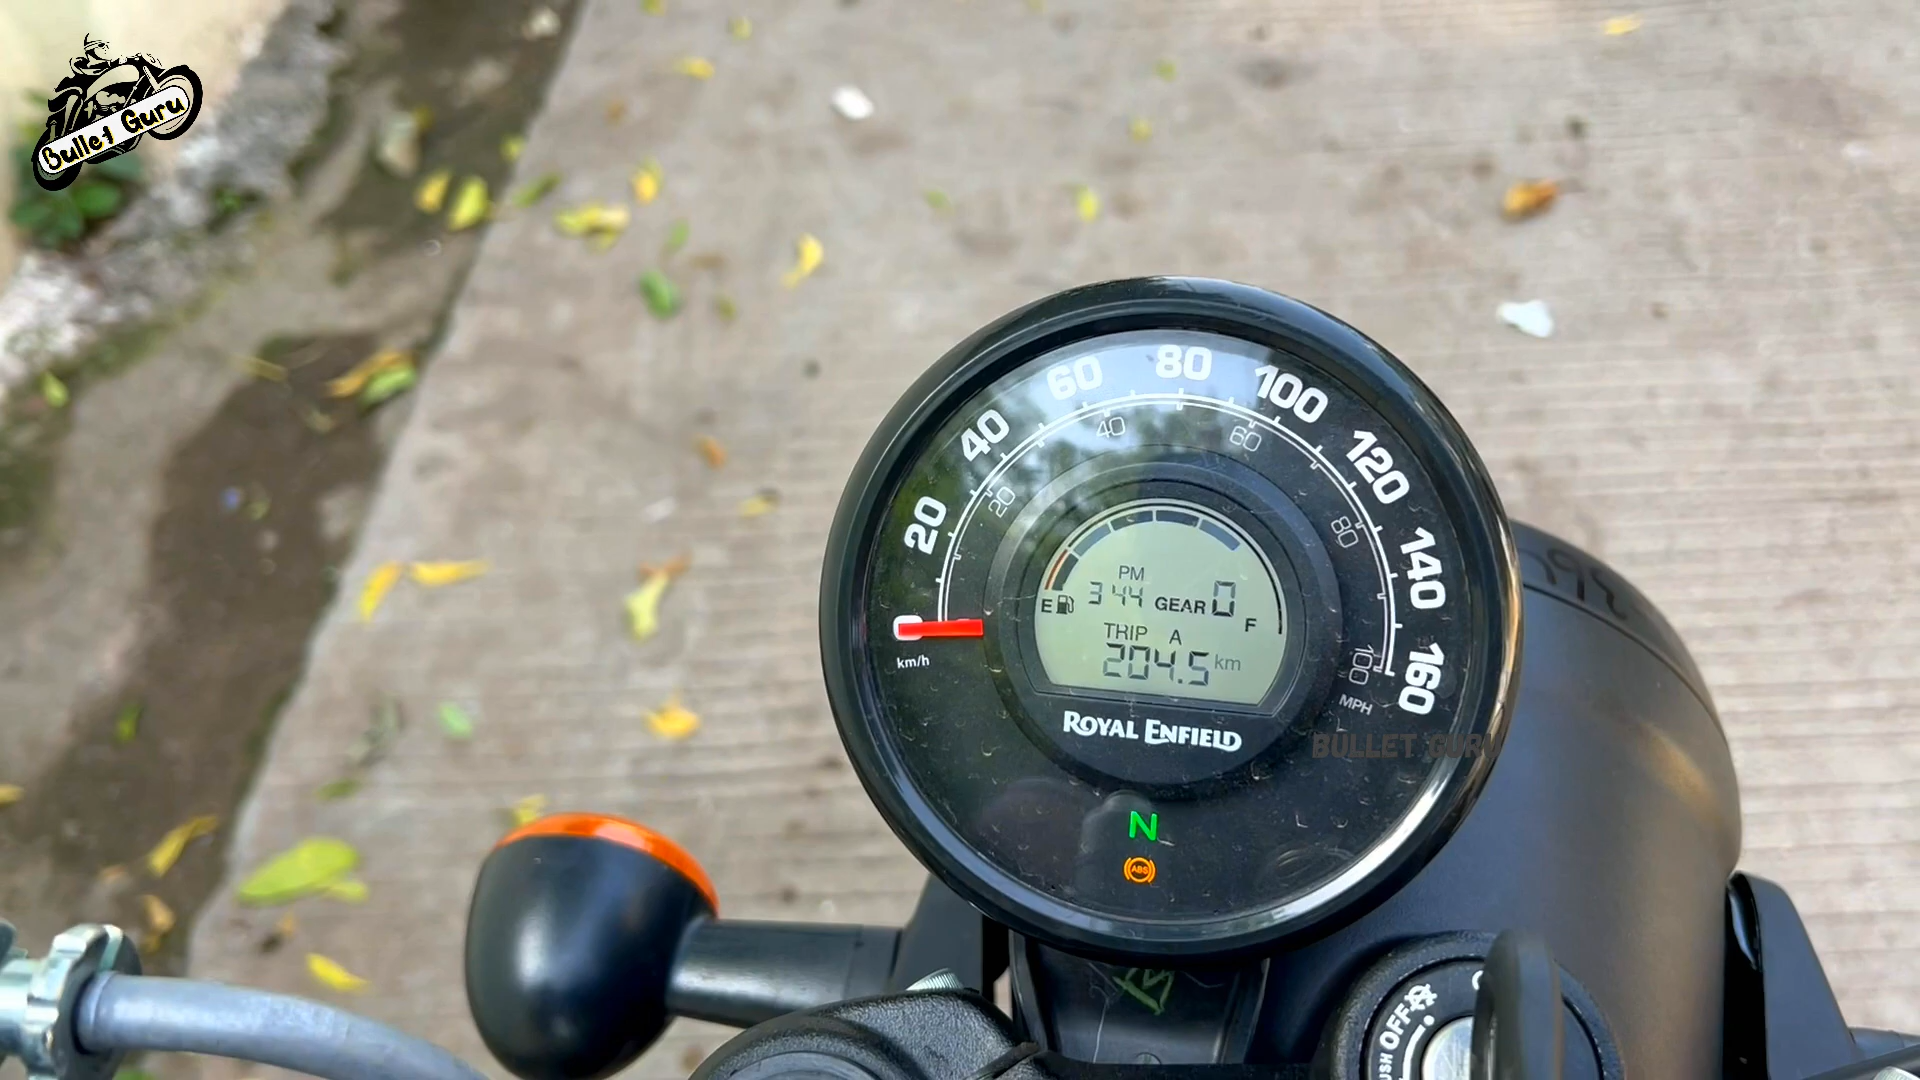 Bullet Guru
80
60
100
40
60
40
120
20
80
20
140
PM
3 44
GEAR 0
E
F
0
TRIP A
204.5 km
km/h
100
160
MPH
ROYAL ENFIELD
BULLET GURU
N
ABS
OFF